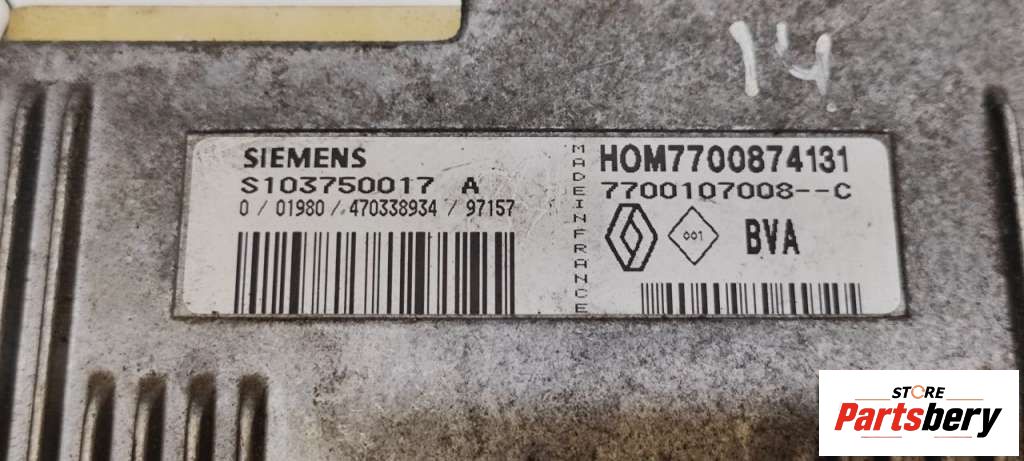 14.
SIEMENS
S103750017 A
0 / 01980 / 470338934 / 97157
MADEINFRANCE
HOM7700874131
7700107008--C
001
BVA
STORE
Partsbery